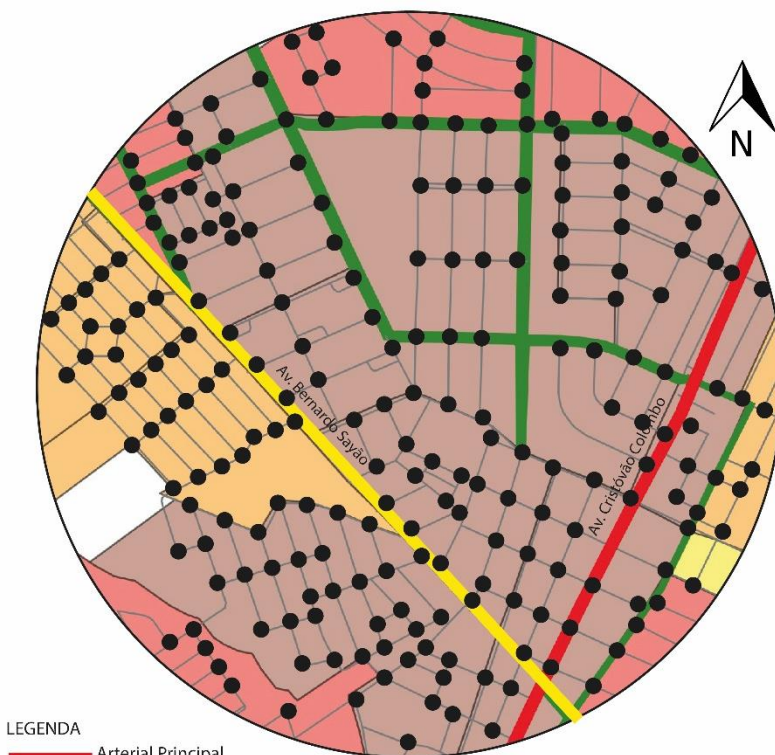 N
Av. Bernardo Sayão
Av. Cristóvão Colombo
LEGENDA
Arterial Principal